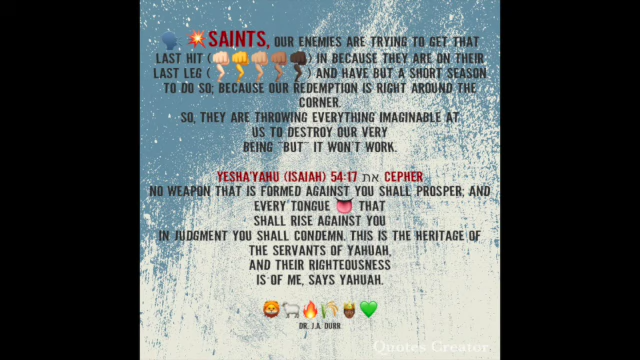 🗣️💥SAINTS, OUR ENEMIES ARE TRYING TO GET THAT
LAST HIT (🤛🏻🤛🤛🏼🤛🏾🤛🏿) IN BECAUSE THEY ARE ON THEIR
LAST LEG (🤛🏻🤛🤛🏼🤛🏾🤛🏿) AND HAVE BUT A SHORT SEASON
TO DO SO; BECAUSE OUR REDEMPTION IS RIGHT AROUND THE
CORNER.
SO, THEY ARE THROWING EVERYTHING IMAGINABLE AT
US TO DESTROY OUR VERY
BEING "BUT" IT WON'T WORK.
YESHA'YAHU (ISAIAH) 54:17 את CEPHER
NO WEAPON THAT IS FORMED AGAINST YOU SHALL PROSPER; AND
EVERY TONGUE 👅 THAT
SHALL RISE AGAINST YOU
IN JUDGMENT YOU SHALL CONDEMN. THIS IS THE HERITAGE OF
THE SERVANTS OF YAHUAH,
AND THEIR RIGHTEOUSNESS
IS OF ME, SAYS YAHUAH.
DR. J.A. DURR
Quotes Creator